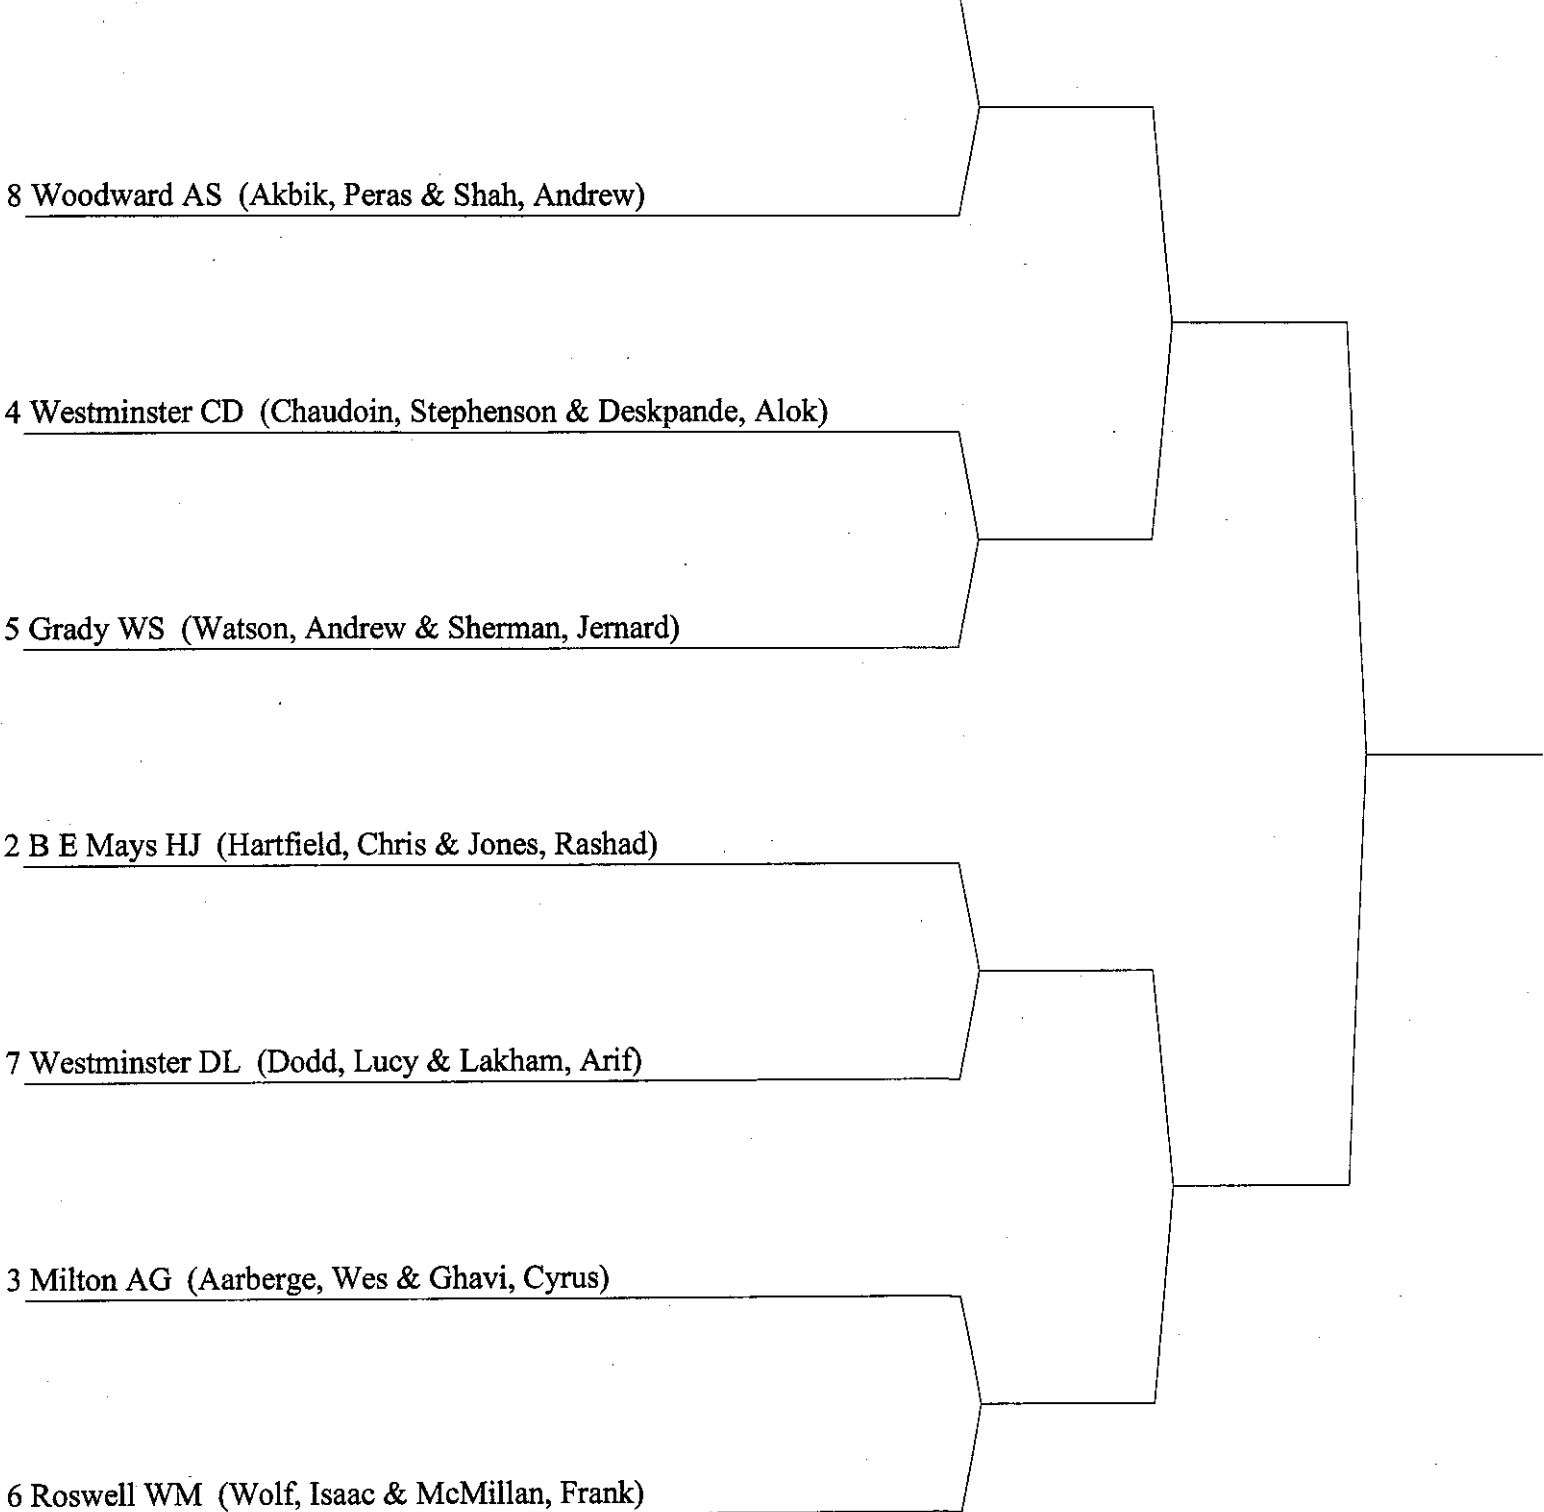 8 Woodward AS (Akbik, Peras & Shah, Andrew)
4 Westminster CD (Chaudoin, Stephenson & Deskpande, Alok)
5 Grady WS (Watson, Andrew & Sherman, Jernard)
2 B E Mays HJ (Hartfield, Chris & Jones, Rashad)
7 Westminster DL (Dodd, Lucy & Lakham, Arif)
3 Milton AG (Aarberge, Wes & Ghavi, Cyrus)
6 Roswell WM (Wolf, Isaac & McMillan, Frank)